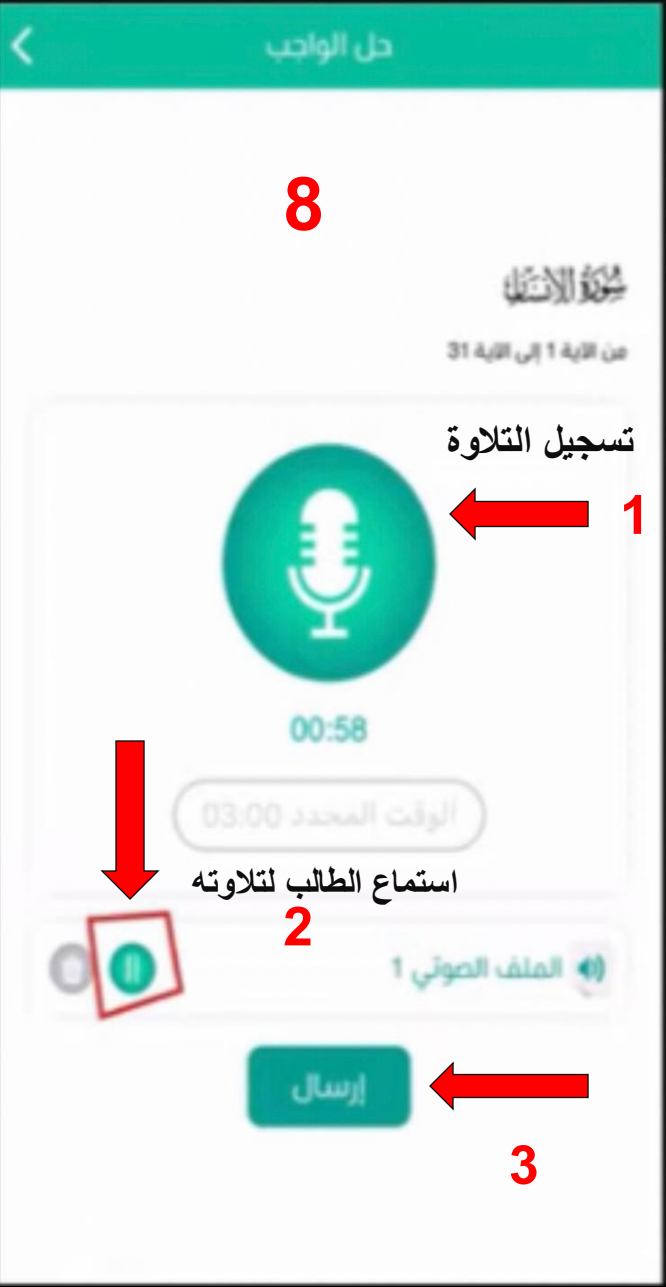 حل الواجب
8
سورة الإنسان
من الآية 1 إلى الآية 31
تسجيل التلاوة
1
00:58
الوقت المحدد 03:00
استماع الطالب لتلاوته
2
الملف الصوتي 1
إرسال
3